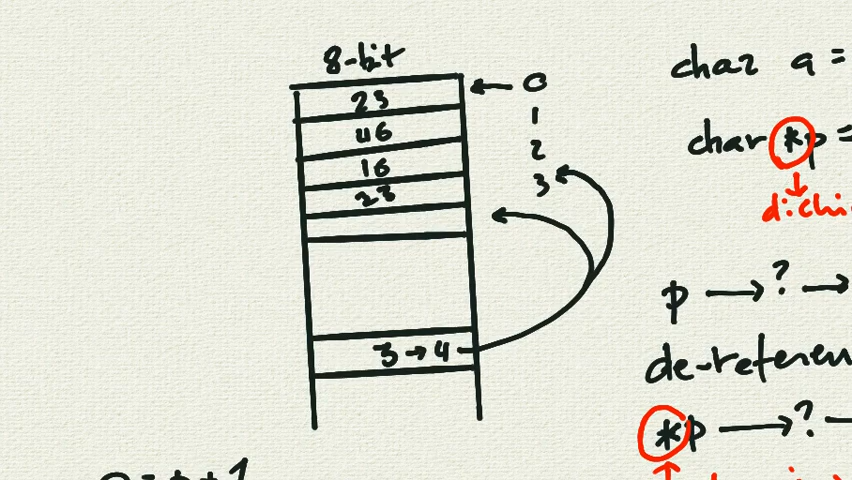 8-bit
23
46
16
23
3 → 4
0
1
2
3
char a =
char *p =
p → ? →
de-referen
*p → ?